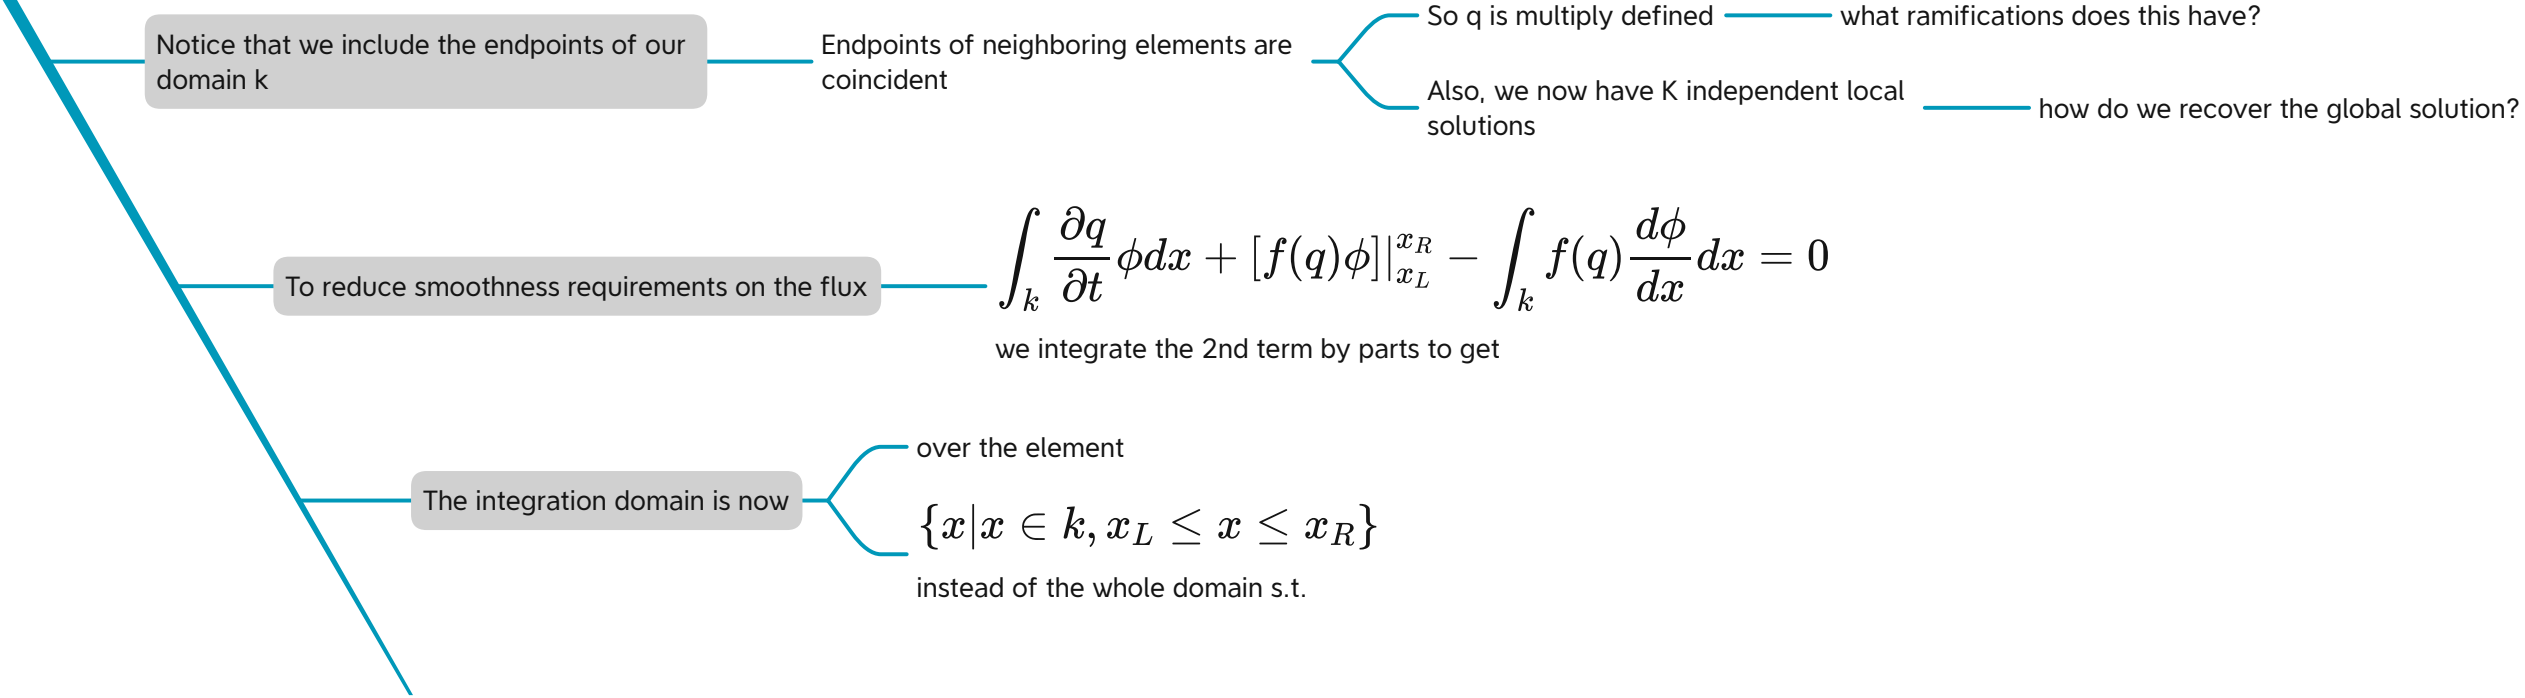 Notice that we include the endpoints of our
domain k
Endpoints of neighboring elements are
coincident
So q is multiply defined
what ramifications does this have?
Also, we now have K independent local
solutions
how do we recover the global solution?
To reduce smoothness requirements on the flux
∫_k ∂q/∂t ϕdx + [f(q)ϕ]|_{x_L}^{x_R} − ∫_k f(q) dϕ/dx dx = 0
we integrate the 2nd term by parts to get
The integration domain is now
over the element
{x|x ∈ k, x_L ≤ x ≤ x_R}
instead of the whole domain s.t.